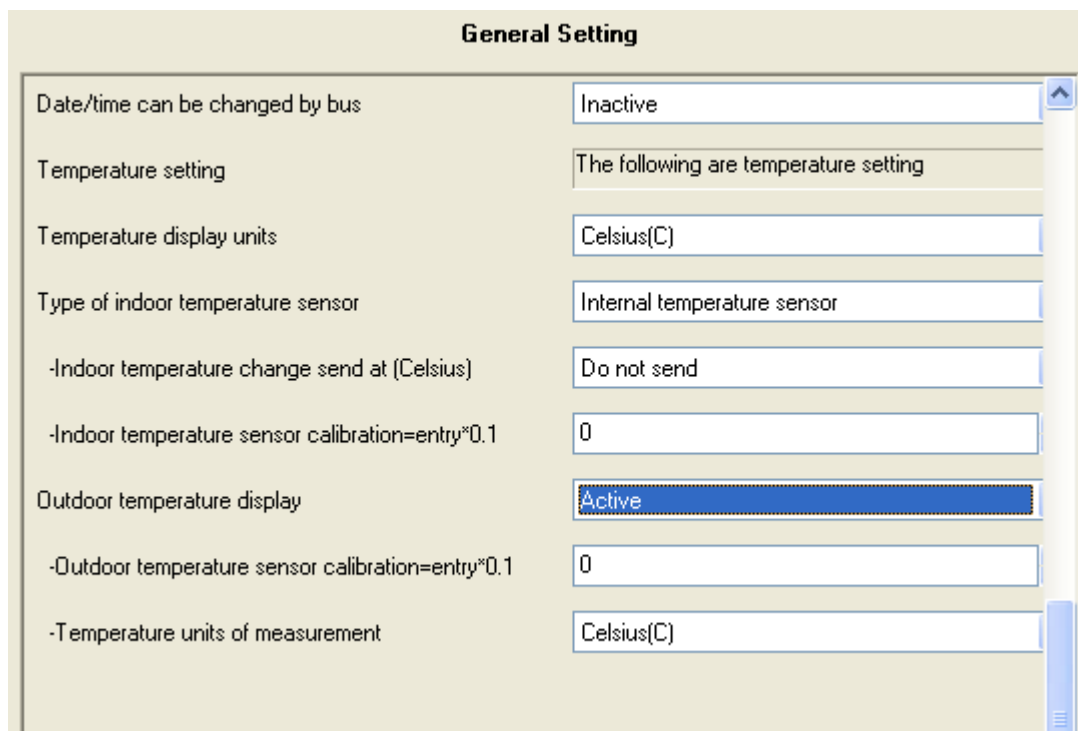 General Setting
Date/time can be changed by bus Inactive
Temperature setting The following are temperature setting
Temperature display units Celsius(C)
Type of indoor temperature sensor Internal temperature sensor
-Indoor temperature change send at (Celsius) Do not send
-Indoor temperature sensor calibration=entry*0.1 0
Outdoor temperature display Active
-Outdoor temperature sensor calibration=entry*0.1 0
-Temperature units of measurement Celsius(C)